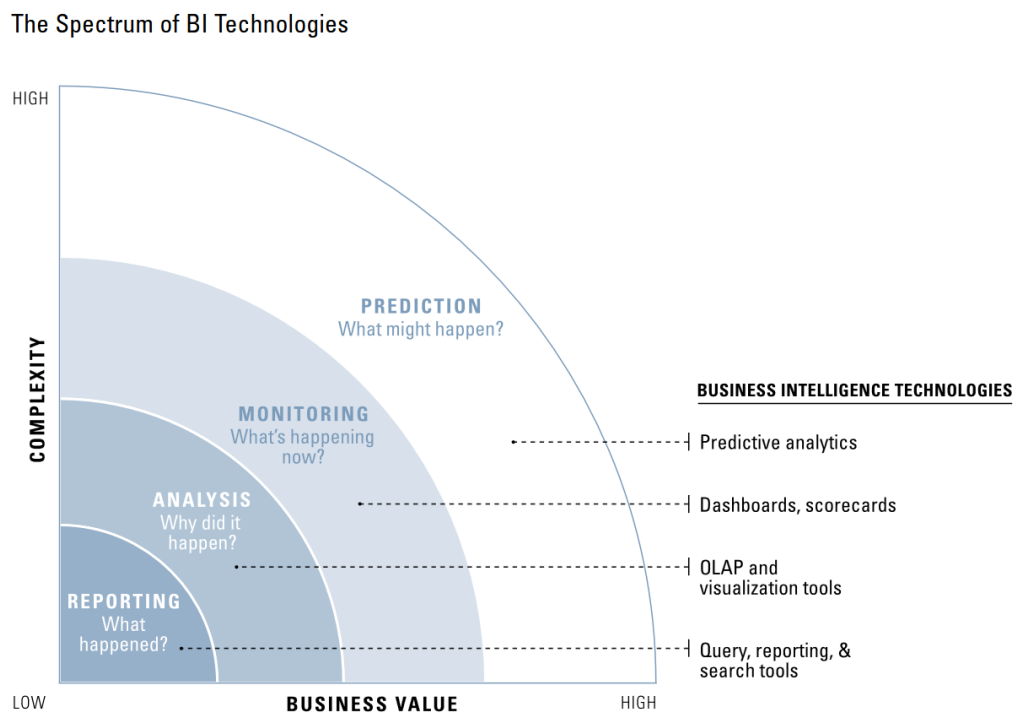 The Spectrum of BI Technologies
HIGH
COMPLEXITY
PREDICTION
What might happen?
MONITORING
What's happening
now?
ANALYSIS
Why did it
happen?
REPORTING
What
happened?
BUSINESS INTELLIGENCE TECHNOLOGIES
Predictive analytics
Dashboards, scorecards
OLAP and
visualization tools
Query, reporting, &
search tools
LOW
BUSINESS VALUE
HIGH